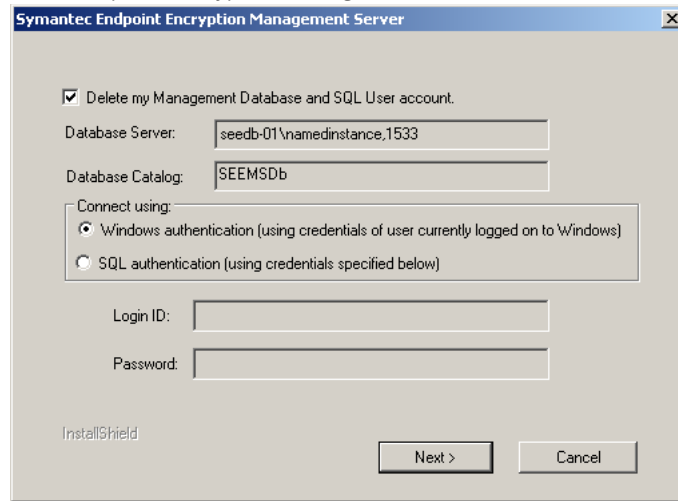 Symantec Endpoint Encryption Management Server
Delete my Management Database and SQL User account.
Database Server: seedb-01\namedinstance,1533
Database Catalog: SEEMSDb
Connect using:
Windows authentication (using credentials of user currently logged on to Windows)
SQL authentication (using credentials specified below)
Login ID:
Password:
InstallShield
Next >
Cancel